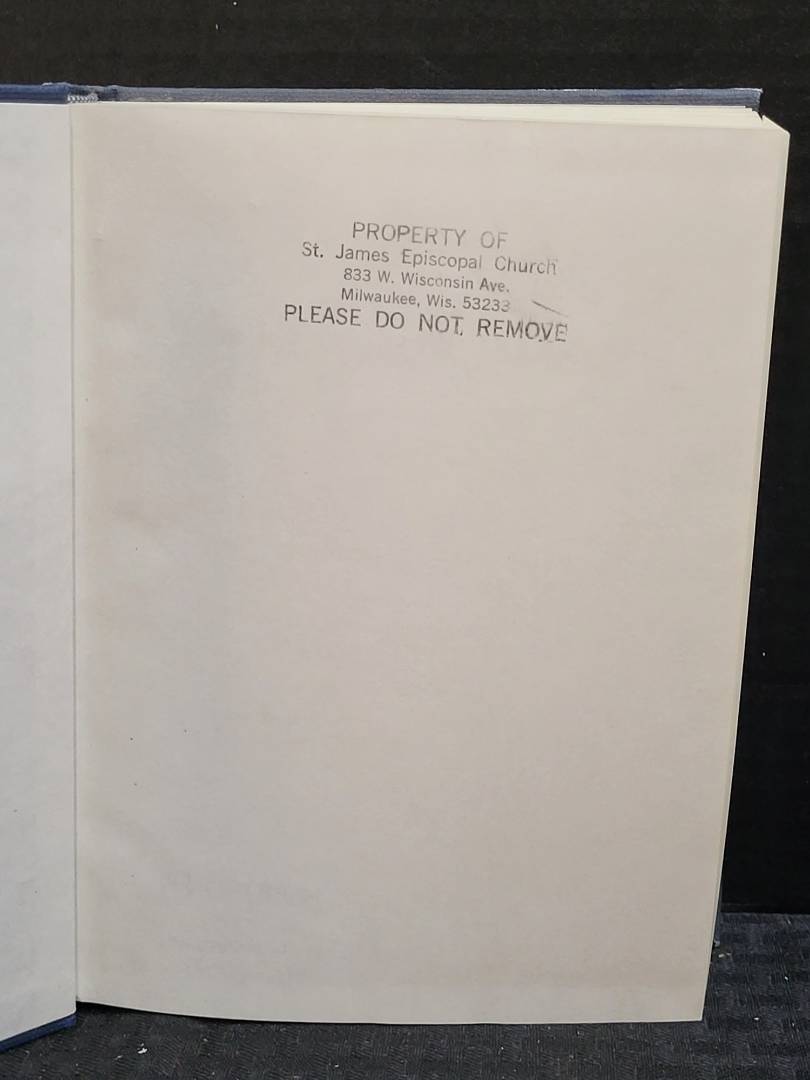 PROPERTY OF
St. James Episcopal Church
833 W. Wisconsin Ave.
Milwaukee, Wis. 53233
PLEASE DO NOT REMOVE